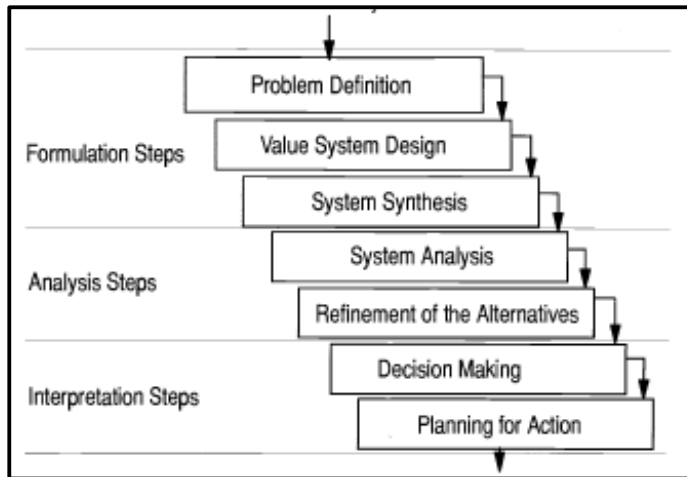 Problem Definition
Formulation Steps
Value System Design
System Synthesis
System Analysis
Analysis Steps
Refinement of the Alternatives
Decision Making
Interpretation Steps
Planning for Action